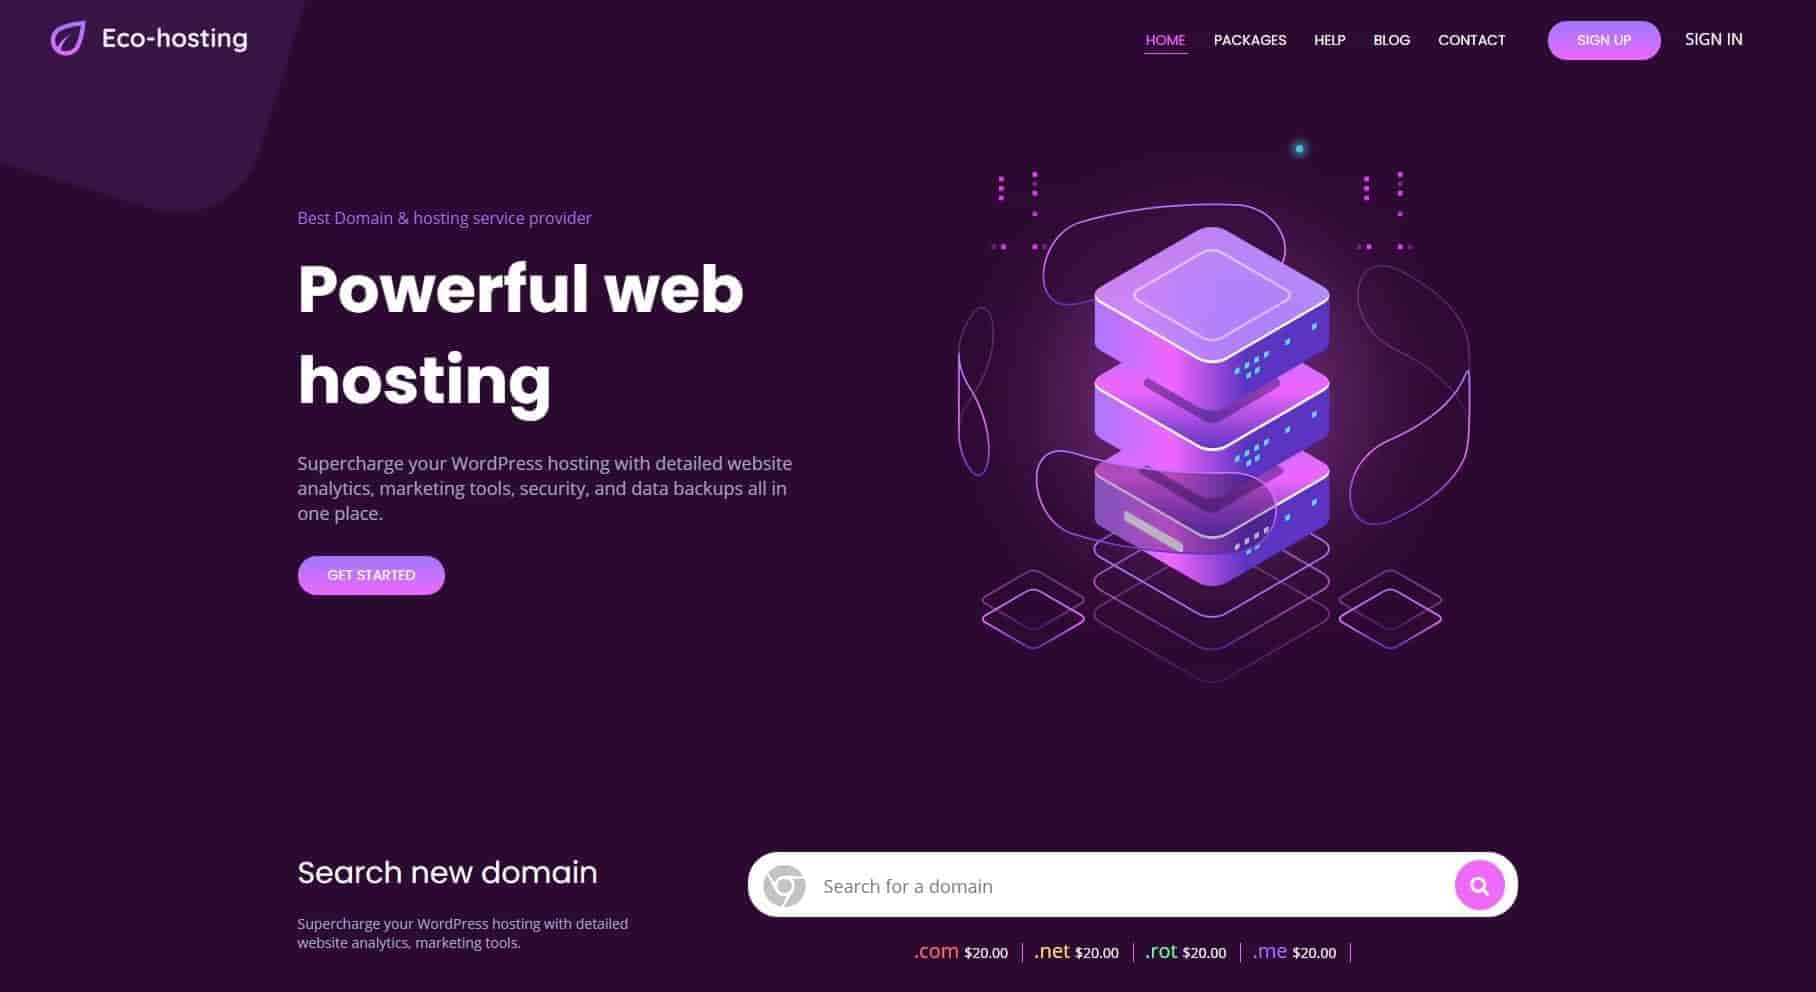 Eco-hosting
HOME PACKAGES HELP BLOG CONTACT SIGN UP SIGN IN
Best Domain & hosting service provider
Powerful web
hosting
Supercharge your WordPress hosting with detailed website
analytics, marketing tools, security, and data backups all in
one place.
GET STARTED
Search new domain
Supercharge your WordPress hosting with detailed
website analytics, marketing tools.
Search for a domain
.com $20.00 | .net $20.00 | .rot $20.00 | .me $20.00 |